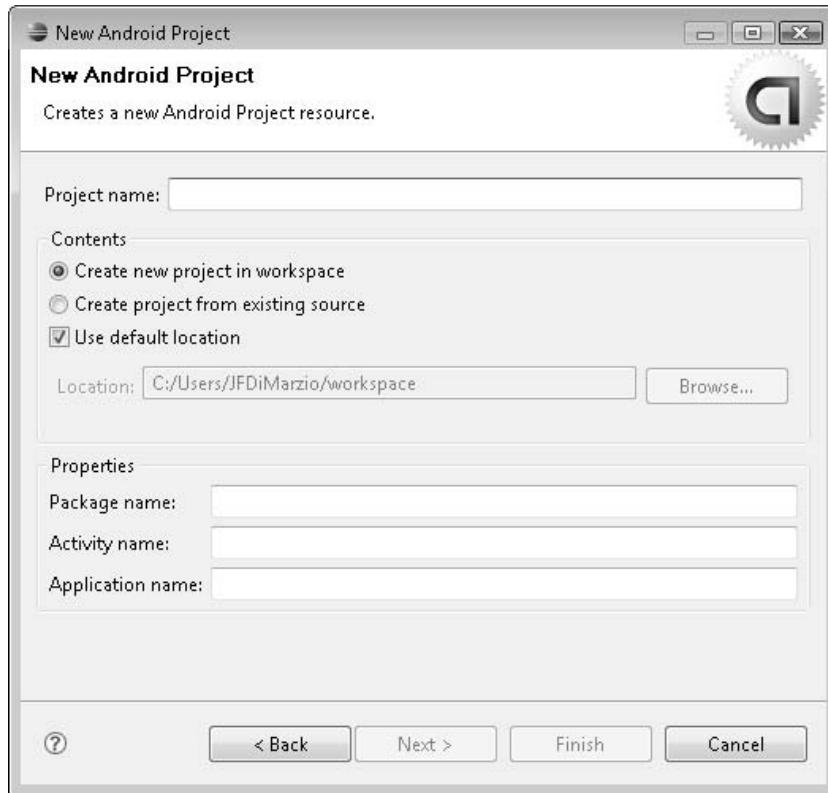 New Android Project
New Android Project
Creates a new Android Project resource.
Project name:
Contents
Create new project in workspace
Create project from existing source
Use default location
Location: C:/Users/JFDiMarzio/workspace Browse...
Properties
Package name:
Activity name:
Application name:
? < Back Next > Finish Cancel